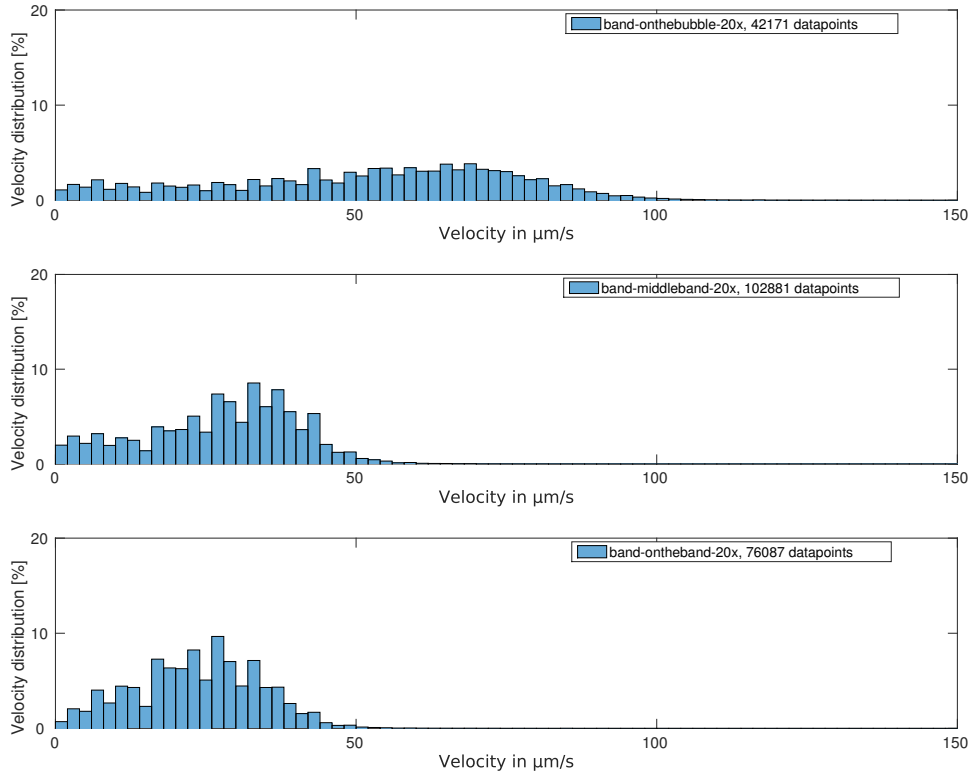 20
band-onthebubble-20x, 42171 datapoints
10
0
Velocity distribution [%]
0 50 100 150
Velocity in µm/s
20
band-middleband-20x, 102881 datapoints
10
0
Velocity distribution [%]
0 50 100 150
Velocity in µm/s
20
band-ontheband-20x, 76087 datapoints
10
0
Velocity distribution [%]
0 50 100 150
Velocity in µm/s